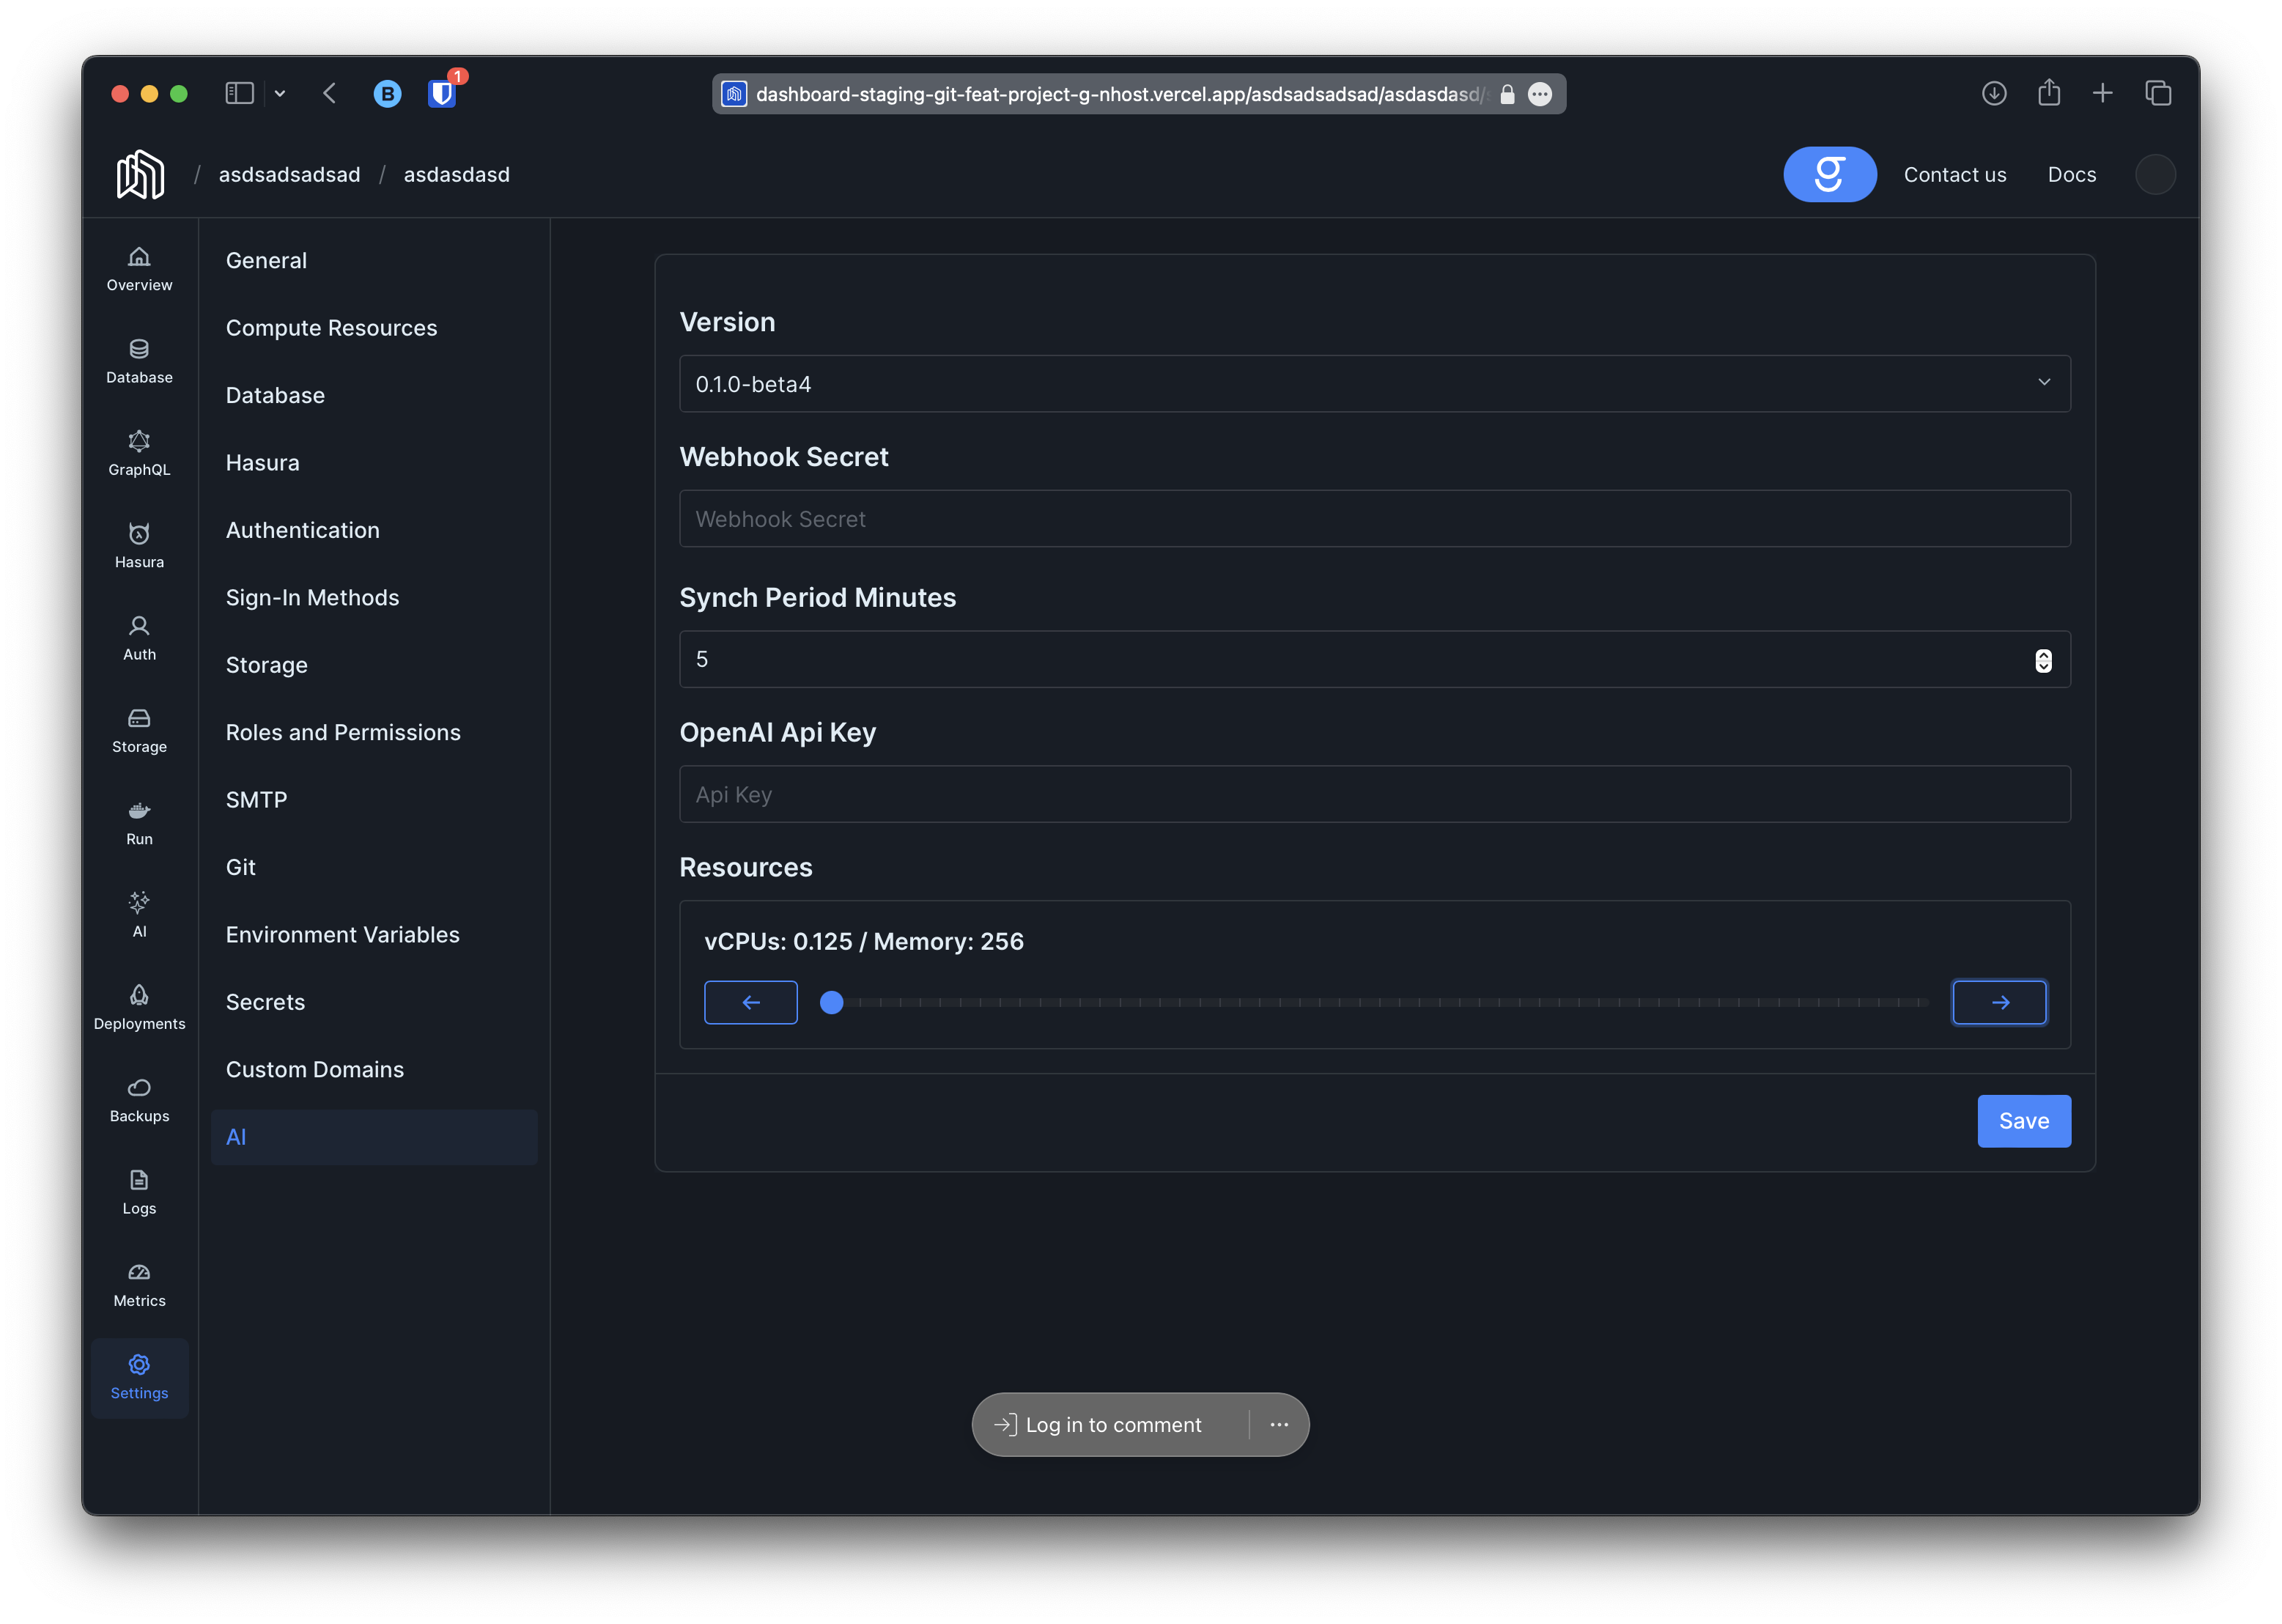 1
dashboard-staging-git-feat-project-g-nhost.vercel.app/asdsadsadsad/asdasdasd/
/ asdsadsadsad / asdasdasd
Contact us
Docs
Overview
Database
GraphQL
Hasura
Auth
Storage
Run
AI
Deployments
Backups
Logs
Metrics
Settings
General
Compute Resources
Database
Hasura
Authentication
Sign-In Methods
Storage
Roles and Permissions
SMTP
Git
Environment Variables
Secrets
Custom Domains
AI
Version
0.1.0-beta4
Webhook Secret
Webhook Secret
Synch Period Minutes
5
OpenAI Api Key
Api Key
Resources
vCPUs: 0.125 / Memory: 256
Save
Log in to comment